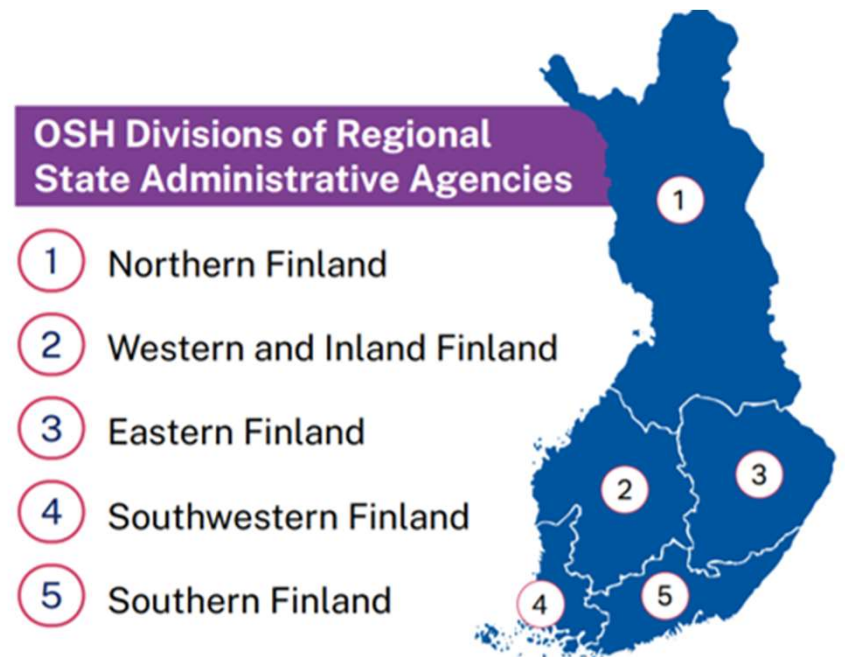 OSH Divisions of Regional
State Administrative Agencies
1 Northern Finland
2 Western and Inland Finland
3 Eastern Finland
4 Southwestern Finland
5 Southern Finland
1
2
3
4
5